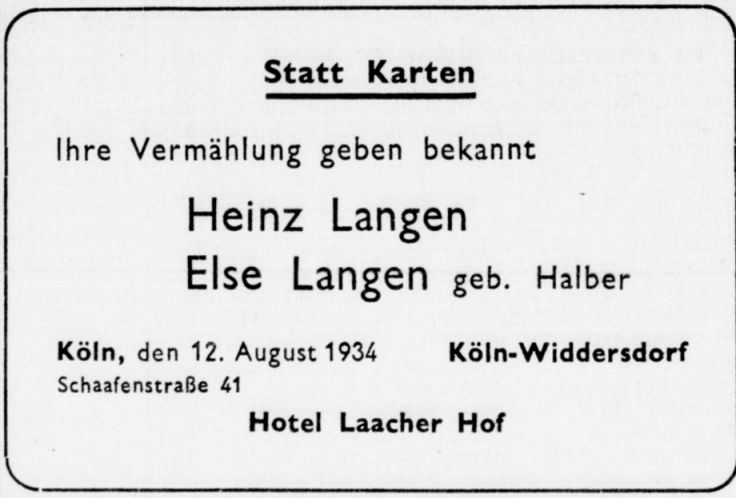 Statt Karten
Ihre Vermählung geben bekannt
Heinz Langen
Else Langen geb. Halber
Köln, den 12. August 1934 Köln-Widdersdorf
Schaafenstraße 41
Hotel Laacher Hof